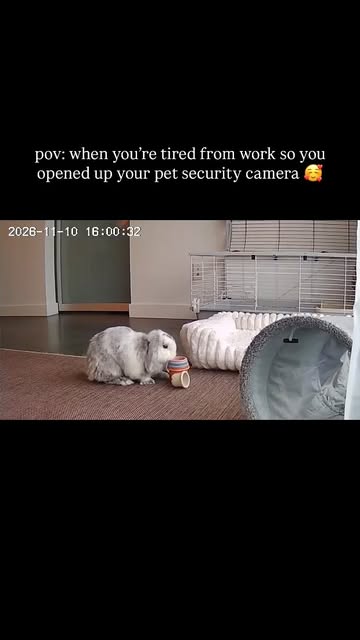 pov: when you’re tired from work so you
opened up your pet security camera 🥰
2026-11-10 16:00:32